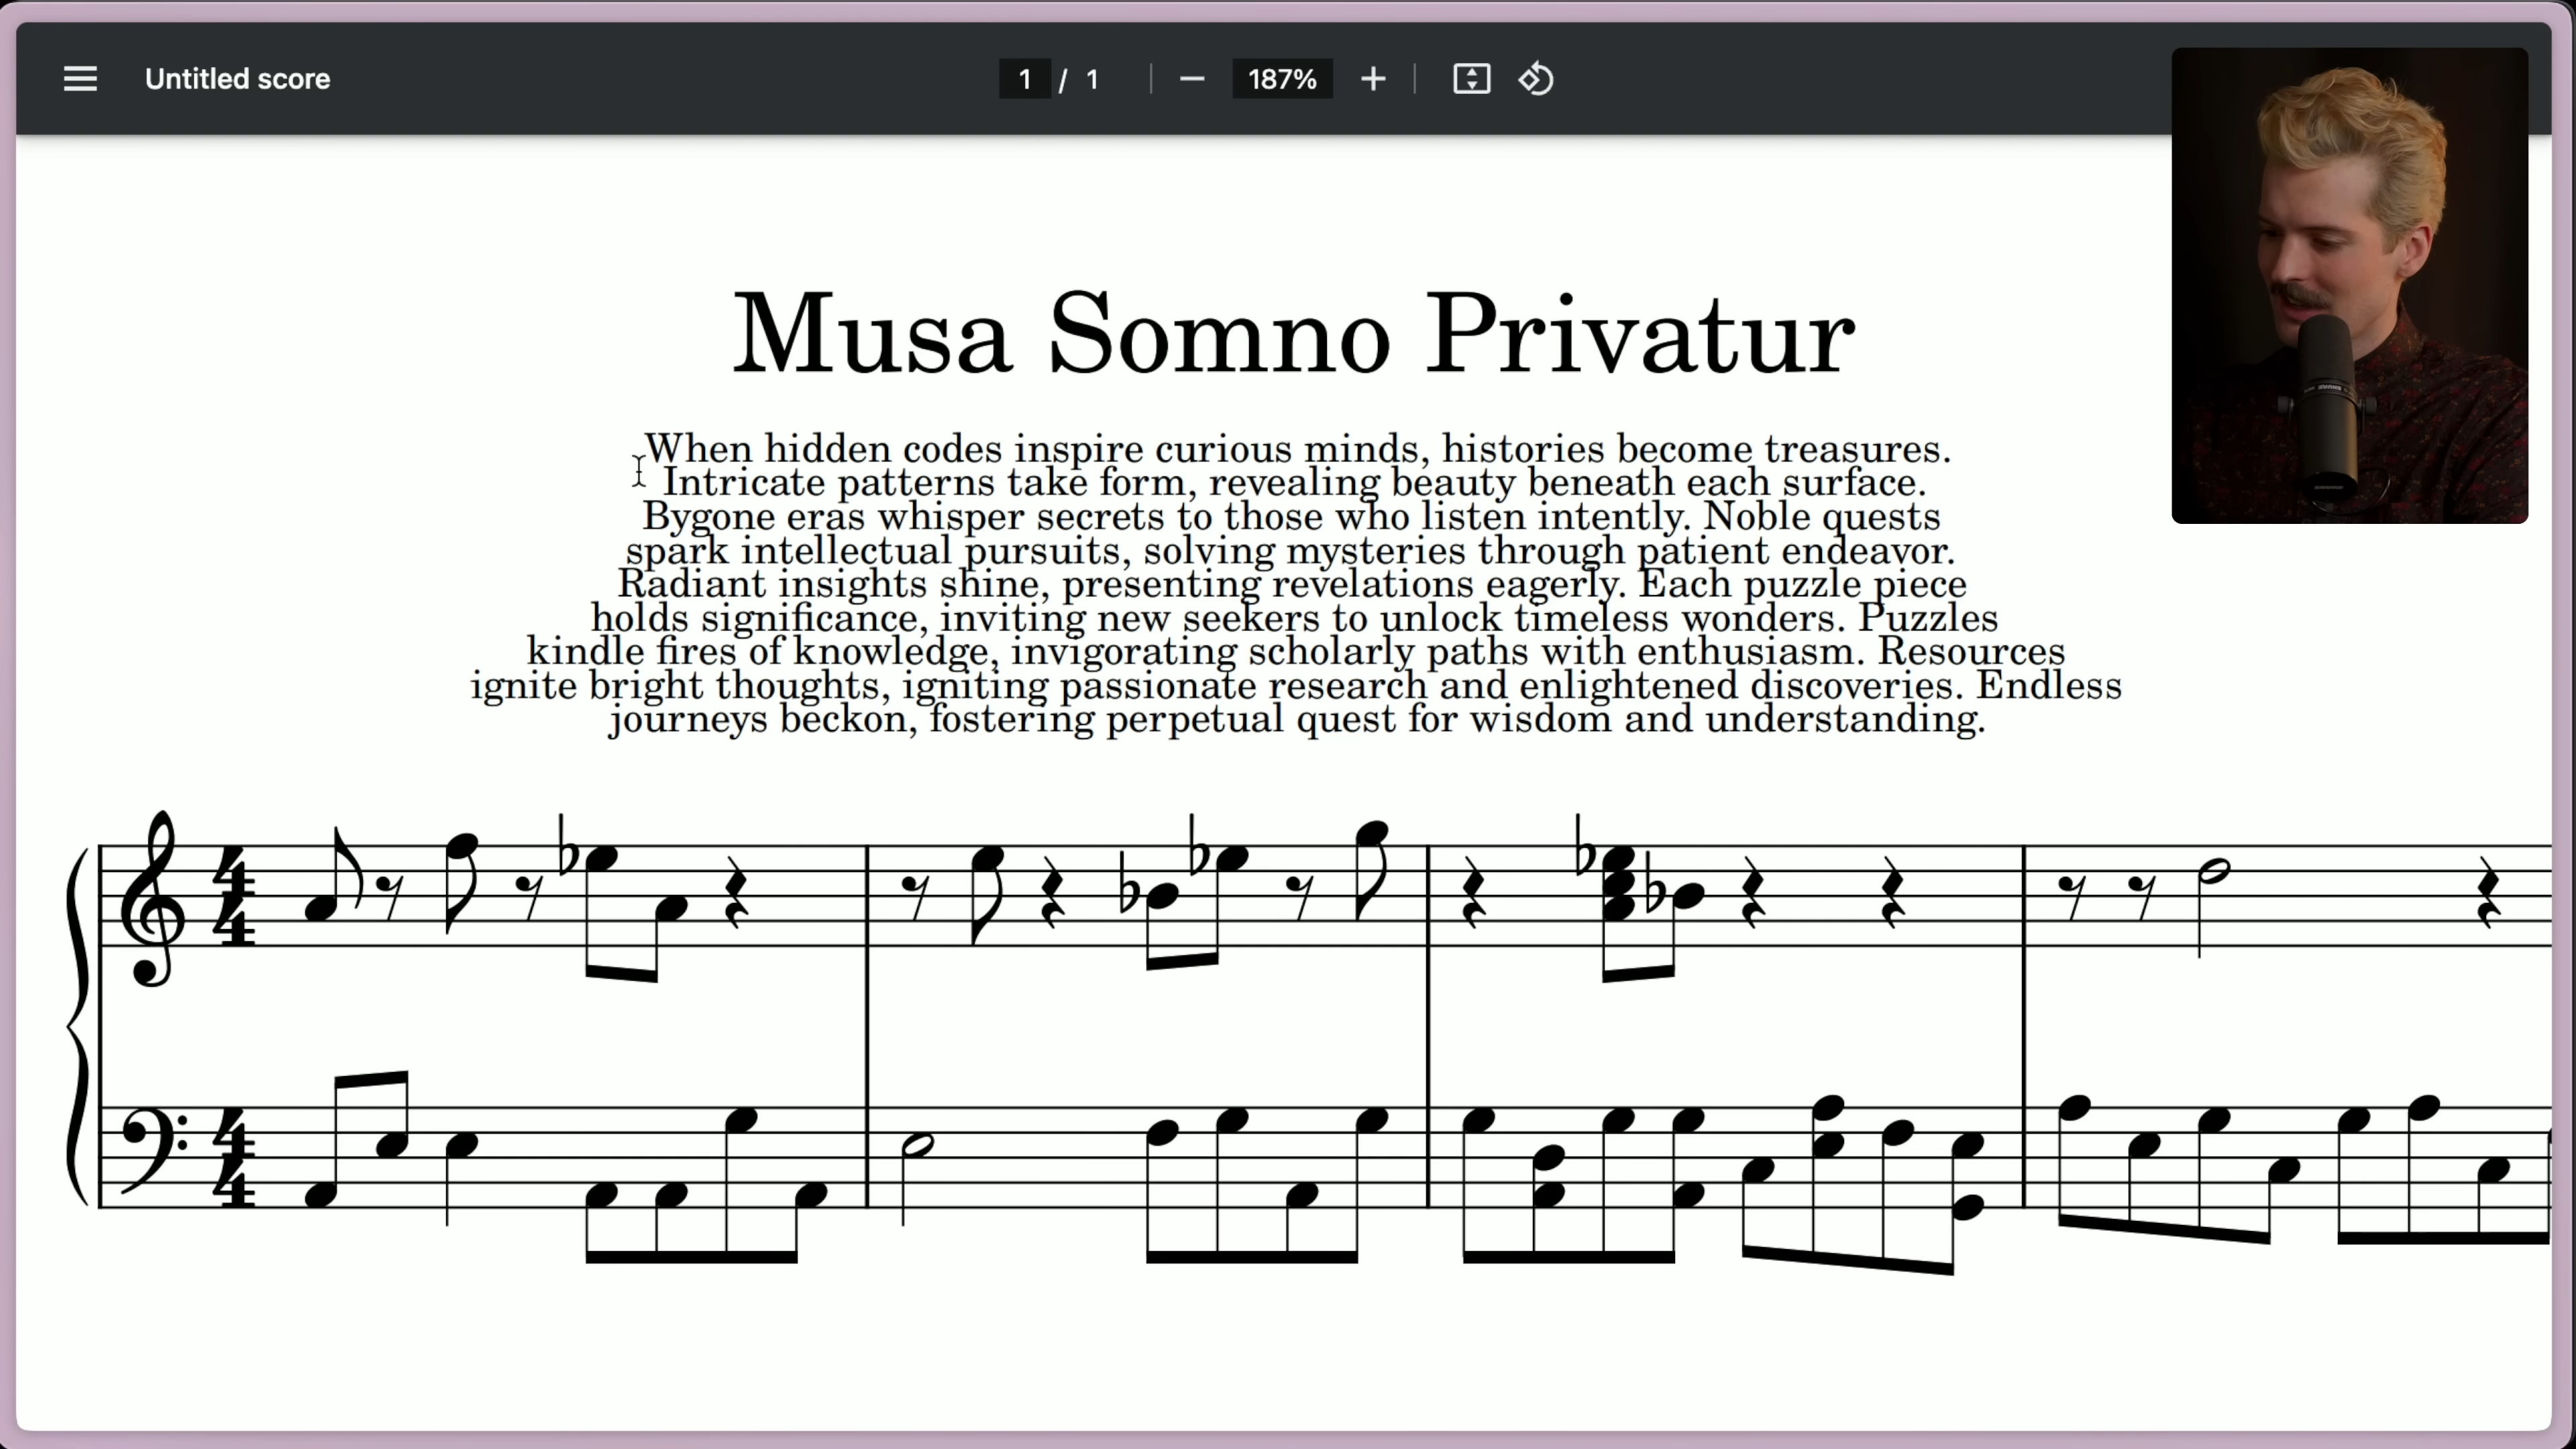 Untitled score
1 / 1
187%
Musa Somno Privatur
When hidden codes inspire curious minds, histories become treasures.
Intricate patterns take form, revealing beauty beneath each surface.
Bygone eras whisper secrets to those who listen intently. Noble quests
spark intellectual pursuits, solving mysteries through patient endeavor.
Radiant insights shine, presenting revelations eagerly. Each puzzle piece
holds significance, inviting new seekers to unlock timeless wonders. Puzzles
kindle fires of knowledge, invigorating scholarly paths with enthusiasm. Resources
ignite bright thoughts, igniting passionate research and enlightened discoveries. Endless
journeys beckon, fostering perpetual quest for wisdom and understanding.
4
4
4
4